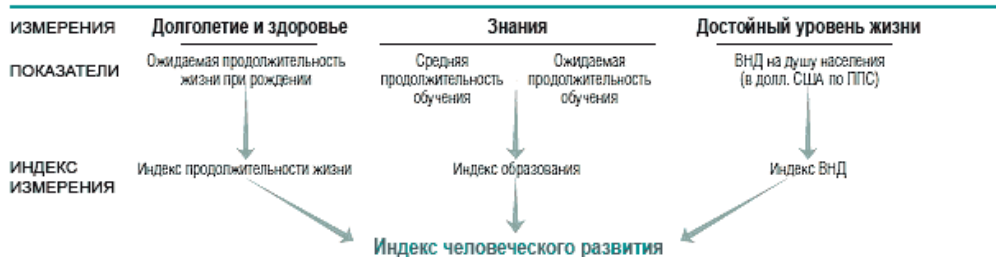 ИЗМЕРЕНИЯ Долголетие и здоровье Знания Достойный уровень жизни
ПОКАЗАТЕЛИ
Ожидаемая продолжительность
жизни при рождении
Средняя
продолжительность
обучения
Ожидаемая
продолжительность
обучения
ВНД на душу населения
(в долл. США по ППС)
ИНДЕКС
ИЗМЕРЕНИЯ
Индекс продолжительности жизни
Индекс образования
Индекс ВНД
Индекс человеческого развития